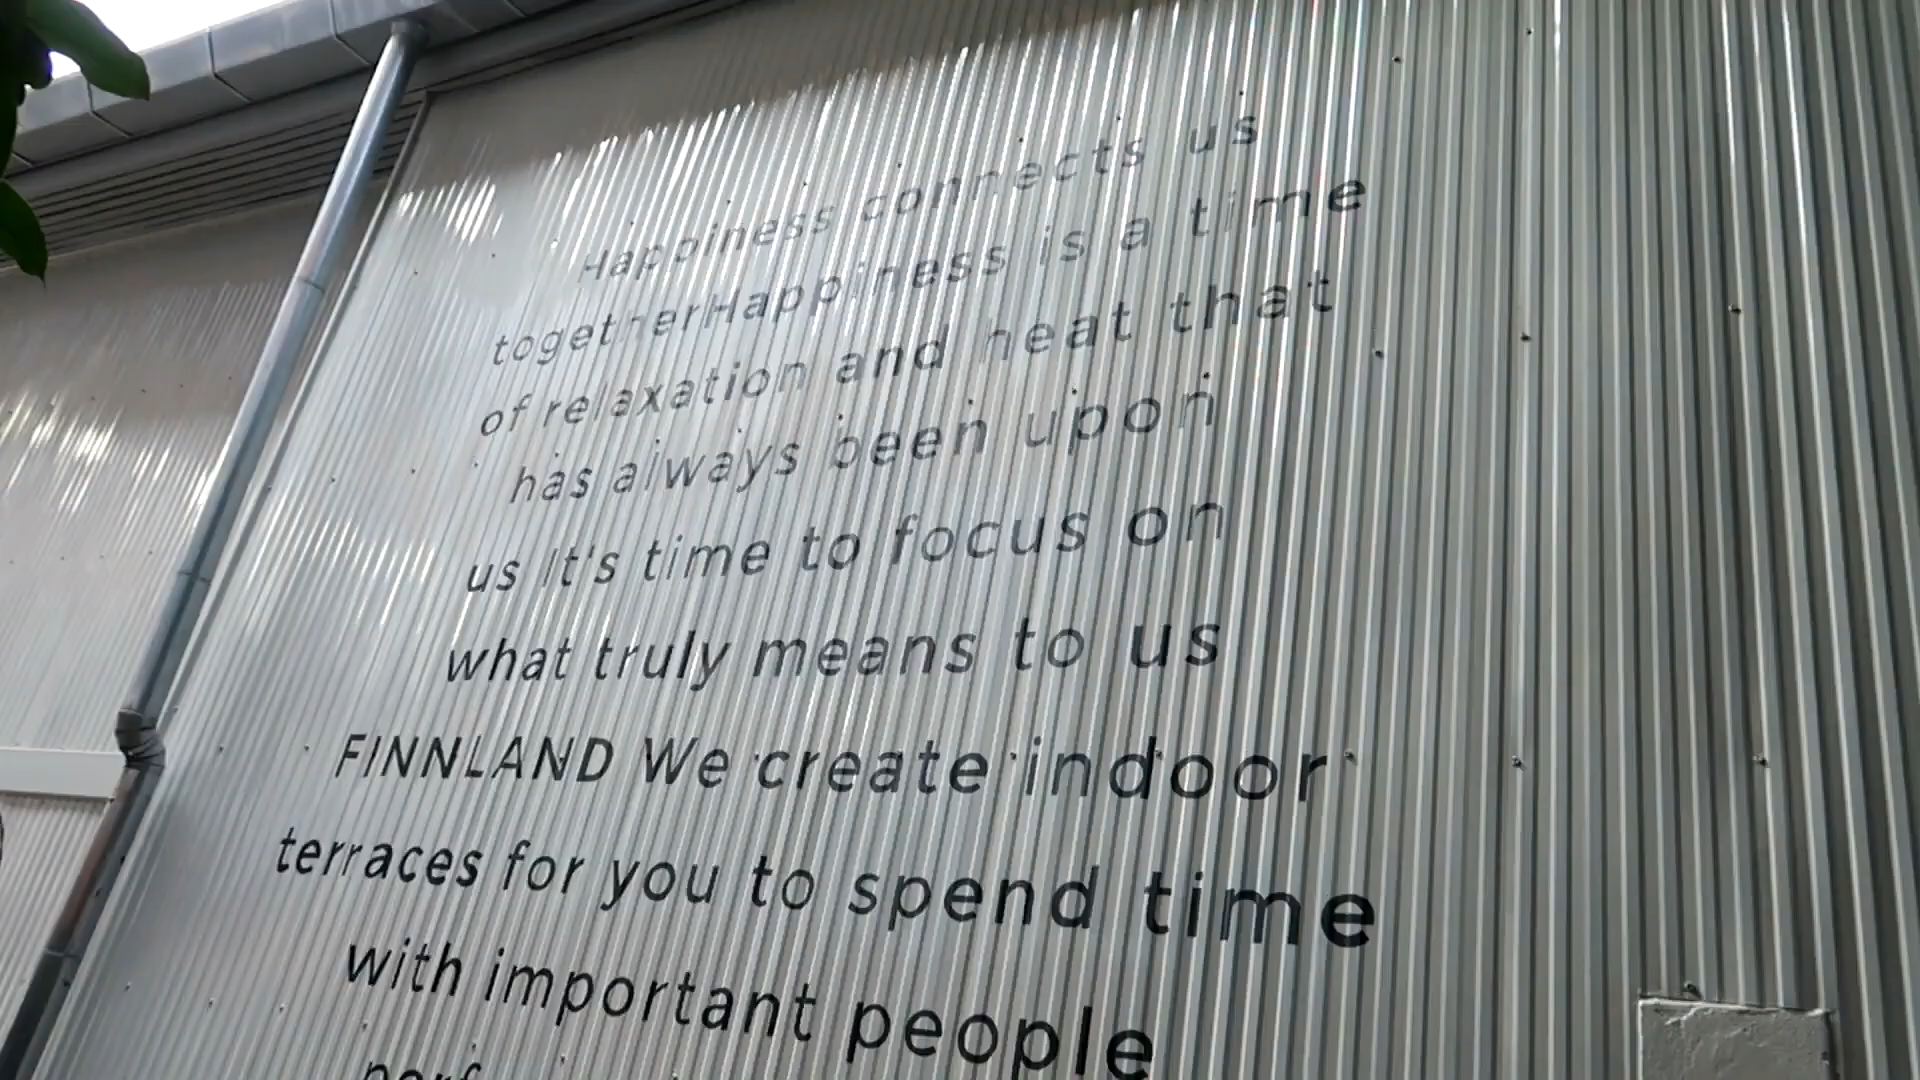 Happiness connects us
togetherHappiness is a time
of relaxation and heat that
has always been upon
us It's time to focus on
what truly means to us
FINNLAND We create indoor
terraces for you to spend time
with important people